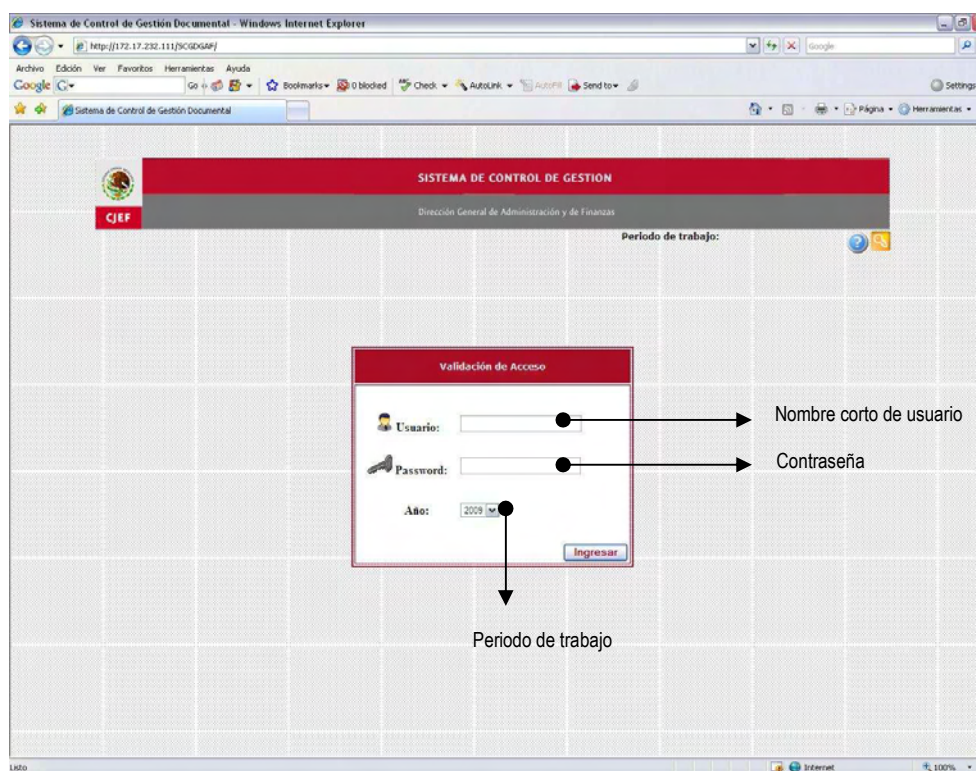 Sistema de Control de Gestión Documental - Windows Internet Explorer
http://172.17.232.111/SCGDGAF/
Google
Archivo Edición Ver Favoritos Herramientas Ayuda
Google G Go Bookmarks 0 blocked Check AutoLink AutoFill Send to Settings
Sistema de Control de Gestión Documental Página Herramientas
SISTEMA DE CONTROL DE GESTION
CJEF Dirección General de Administración y de Finanzas
Periodo de trabajo:
Validación de Acceso
Usuario: Nombre corto de usuario
Password: Contraseña
Año: 2009
Ingresar
Periodo de trabajo
Listo Internet 100%